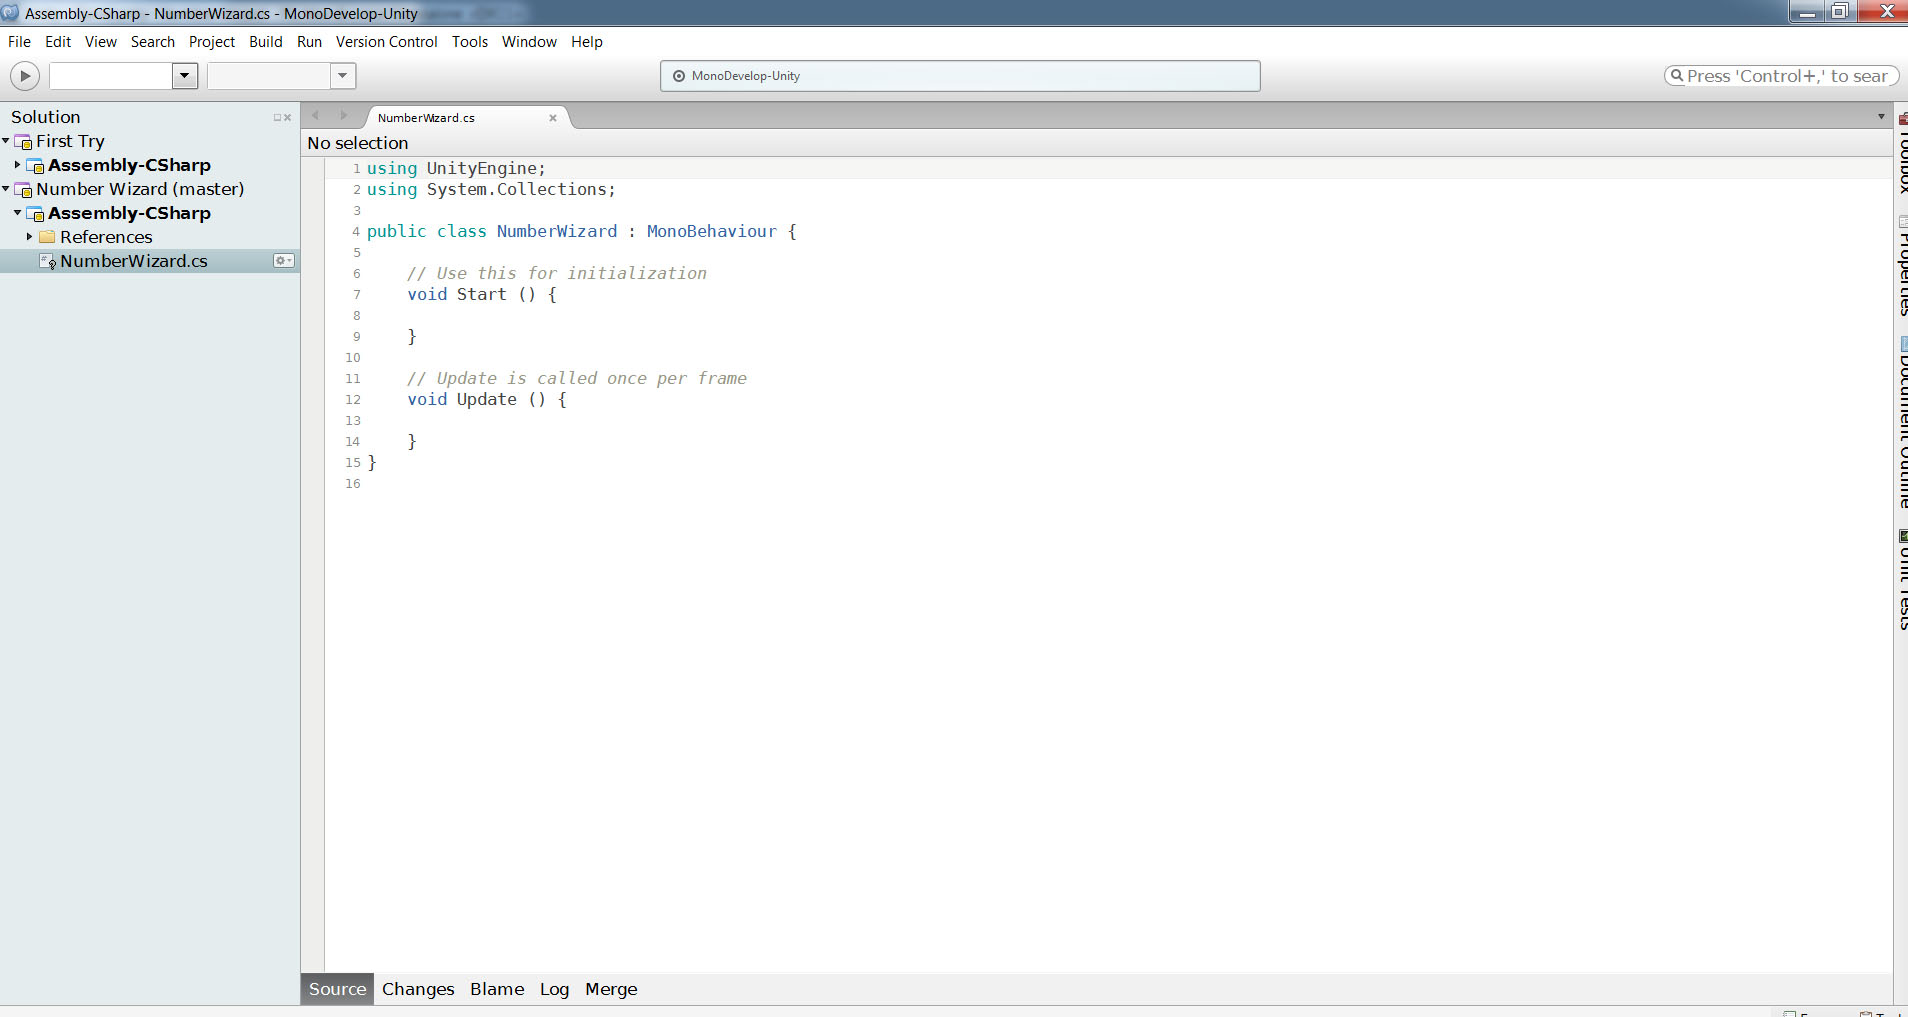 Assembly-CSharp - NumberWizard.cs - MonoDevelop-Unity
File Edit View Search Project Build Run Version Control Tools Window Help
MonoDevelop-Unity
Press 'Control+,' to sear
Solution
First Try
Assembly-CSharp
Number Wizard (master)
Assembly-CSharp
References
NumberWizard.cs
NumberWizard.cs
No selection
1 using UnityEngine;
2 using System.Collections;
3
4 public class NumberWizard : MonoBehaviour {
5
6 // Use this for initialization
7 void Start () {
8
9 }
10
11 // Update is called once per frame
12 void Update () {
13
14 }
15 }
16
Source Changes Blame Log Merge
Toolbox
Properties
Document Outline
Unit Tests